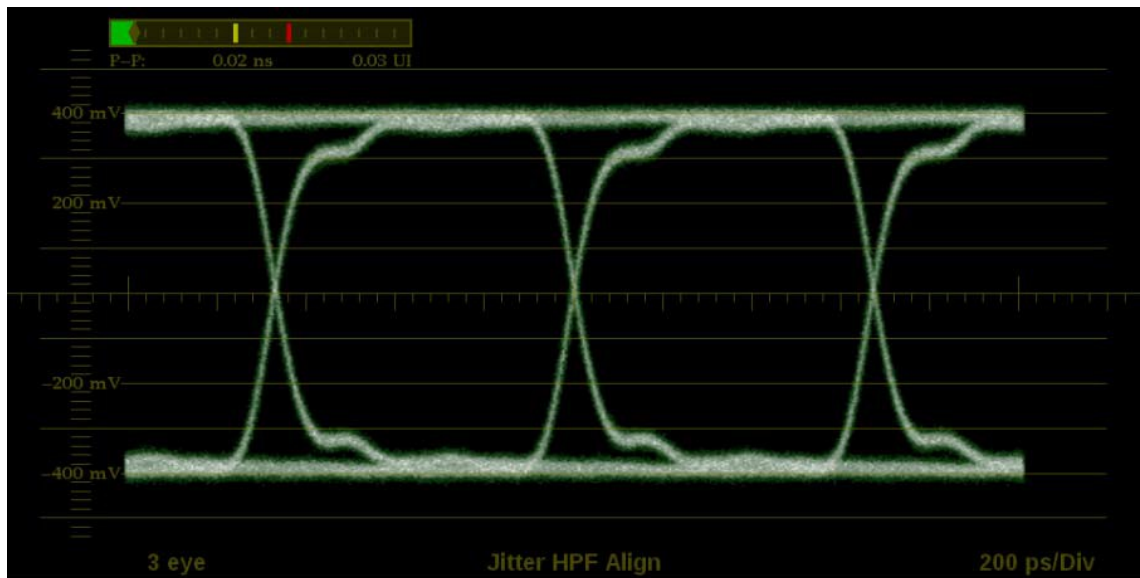 P-P: 0.02 ns 0.03 UI
400 mV
200 mV
-200 mV
-400 mV
3 eye Jitter HPF Align 200 ps/Div